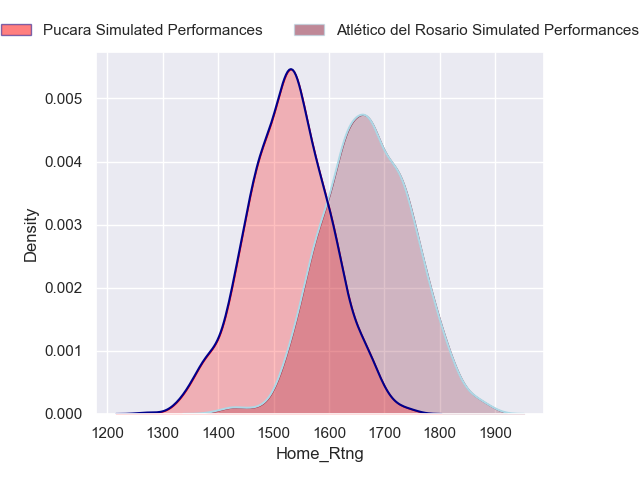 Pucara Simulated Performances
Atlético del Rosario Simulated Performances
0.005
0.004
0.003
0.002
0.001
0.000
Density
1200 1300 1400 1500 1600 1700 1800 1900
Home_Rtng